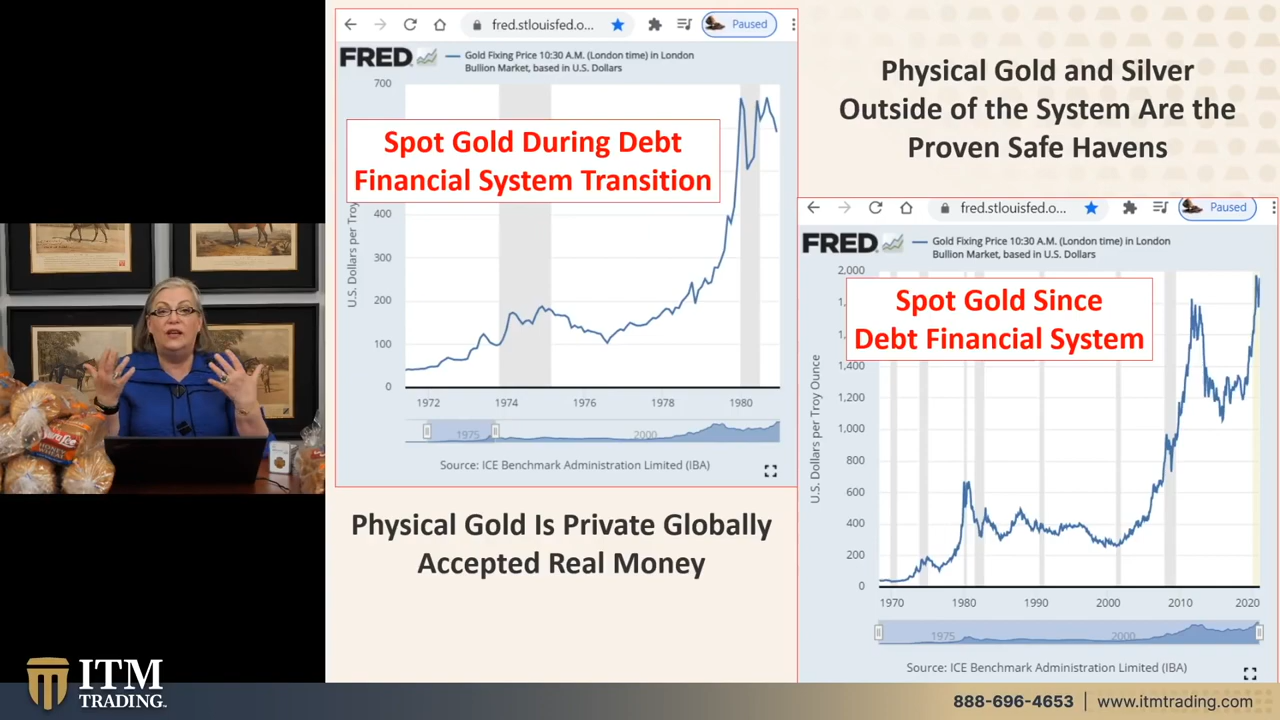 fred.stlouisfed.o...
Paused
FRED
Gold Fixing Price 10:30 A.M. (London time) in London
Bullion Market, based in U.S. Dollars
700
Spot Gold During Debt
Financial System Transition
400
300
200
100
0
U.S. Dollars per Troy
1972
1974
1976
1978
1980
1975
2000
Source: ICE Benchmark Administration Limited (IBA)
Physical Gold Is Private Globally
Accepted Real Money
Physical Gold and Silver
Outside of the System Are the
Proven Safe Havens
fred.stlouisfed.o...
Paused
FRED
Gold Fixing Price 10:30 A.M. (London time) in London
Bullion Market, based in U.S. Dollars
2,000
Spot Gold Since
Debt Financial System
1,400
1,200
1,000
800
600
400
200
0
U.S. Dollars per Troy Ounce
1970
1980
1990
2000
2010
2020
1975
2000
Source: ICE Benchmark Administration Limited (IBA)
Sara Lee
HONEY
WHEAT
ITM
TRADING
888-696-4653 | www.itmtrading.com